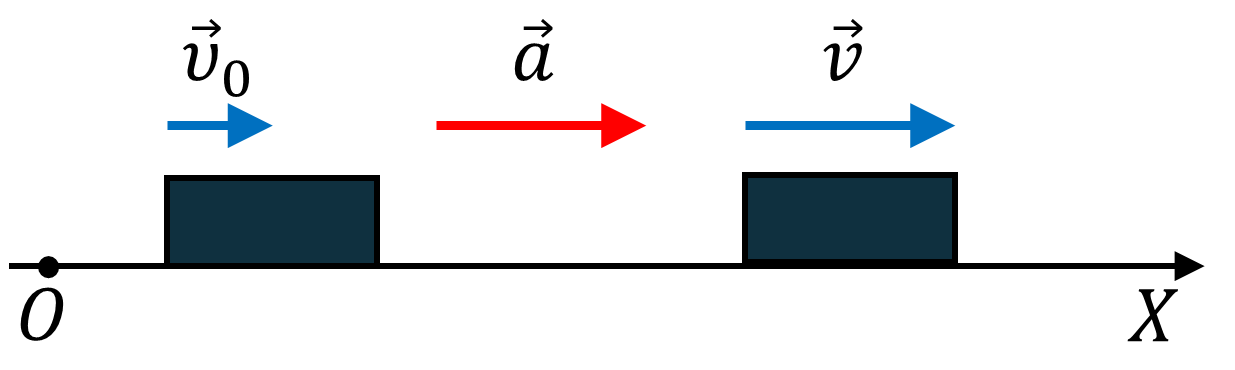 v⃗₀ a⃗ v⃗
O X